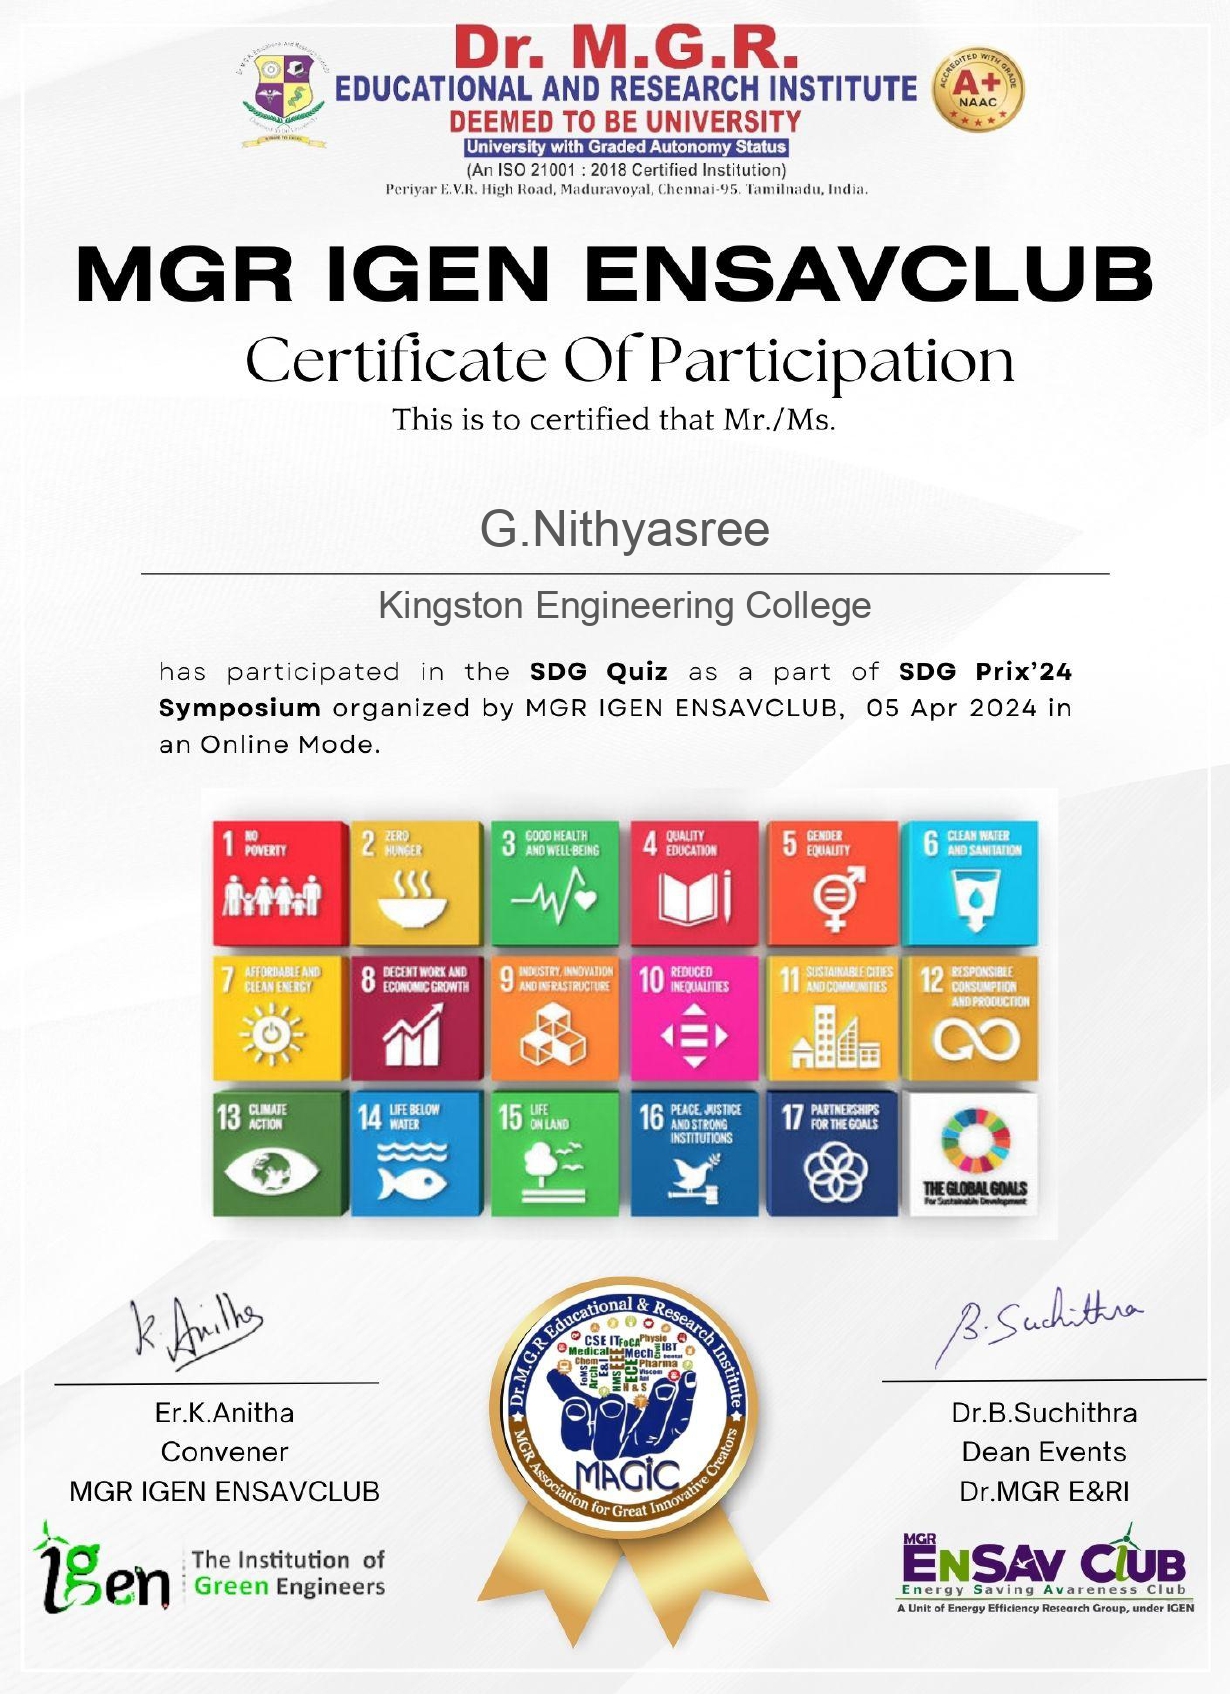 Dr. M.G.R.
EDUCATIONAL AND RESEARCH INSTITUTE
DEEMED TO BE UNIVERSITY
University with Graded Autonomy Status
(An ISO 21001 : 2018 Certified Institution)
Periyar E.V.R. High Road, Maduravoyal, Chennai-95. Tamilnadu, India.
ACCREDITED WITH GRADE
A+
NAAC
MGR IGEN ENSAVCLUB
Certificate Of Participation
This is to certified that Mr./Ms.
G.Nithyasree
Kingston Engineering College
has participated in the SDG Quiz as a part of SDG Prix'24
Symposium organized by MGR IGEN ENSAVCLUB, 05 Apr 2024 in
an Online Mode.
1 NO POVERTY
2 ZERO HUNGER
3 GOOD HEALTH AND WELL-BEING
4 QUALITY EDUCATION
5 GENDER EQUALITY
6 CLEAN WATER AND SANITATION
7 AFFORDABLE AND CLEAN ENERGY
8 DECENT WORK AND ECONOMIC GROWTH
9 INDUSTRY, INNOVATION AND INFRASTRUCTURE
10 REDUCED INEQUALITIES
11 SUSTAINABLE CITIES AND COMMUNITIES
12 RESPONSIBLE CONSUMPTION AND PRODUCTION
13 CLIMATE ACTION
14 LIFE BELOW WATER
15 LIFE ON LAND
16 PEACE, JUSTICE AND STRONG INSTITUTIONS
17 PARTNERSHIPS FOR THE GOALS
THE GLOBAL GOALS
For Sustainable Development
K. Anitha
B. Suchithra
Er.K.Anitha
Convener
MGR IGEN ENSAVCLUB
Dr.M.G.R Educational & Research Institute
CSE IT FoCA Physio
Medical Mech IBT
Chem E&I HMS EEE ECE Civil Pharma
FoMS Arch Viscom
H & S
MAGIC
MGR Association for Great Innovative Creators
Dr.B.Suchithra
Dean Events
Dr.MGR E&RI
igen
The Institution of
Green Engineers
MGR
ENSAV CLUB
Energy Saving Awareness Club
A Unit of Energy Efficiency Research Group, under IGEN